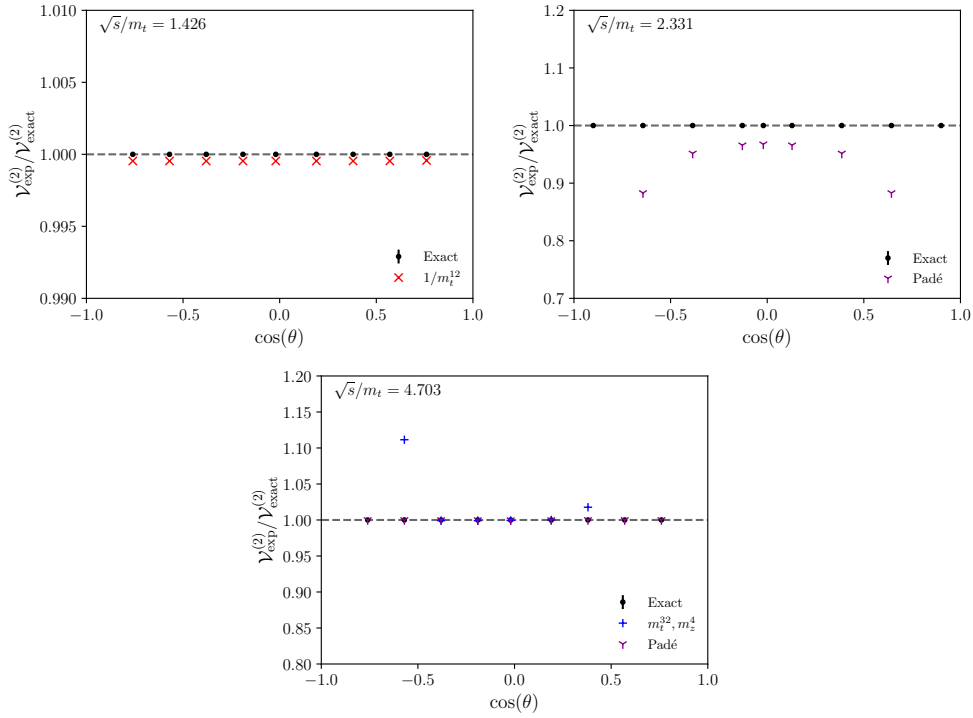 √s/m_t = 1.426
1.010
1.005
1.000
0.995
0.990
V_exp^(2)/V_exact^(2)
Exact
1/m_t^12
−1.0 −0.5 0.0 0.5 1.0
cos(θ)
√s/m_t = 2.331
1.2
1.1
1.0
0.9
0.8
0.7
V_exp^(2)/V_exact^(2)
Exact
Padé
−1.0 −0.5 0.0 0.5 1.0
cos(θ)
√s/m_t = 4.703
1.20
1.15
1.10
1.05
1.00
0.95
0.90
0.85
0.80
V_exp^(2)/V_exact^(2)
Exact
m_t^32, m_z^4
Padé
−1.0 −0.5 0.0 0.5 1.0
cos(θ)